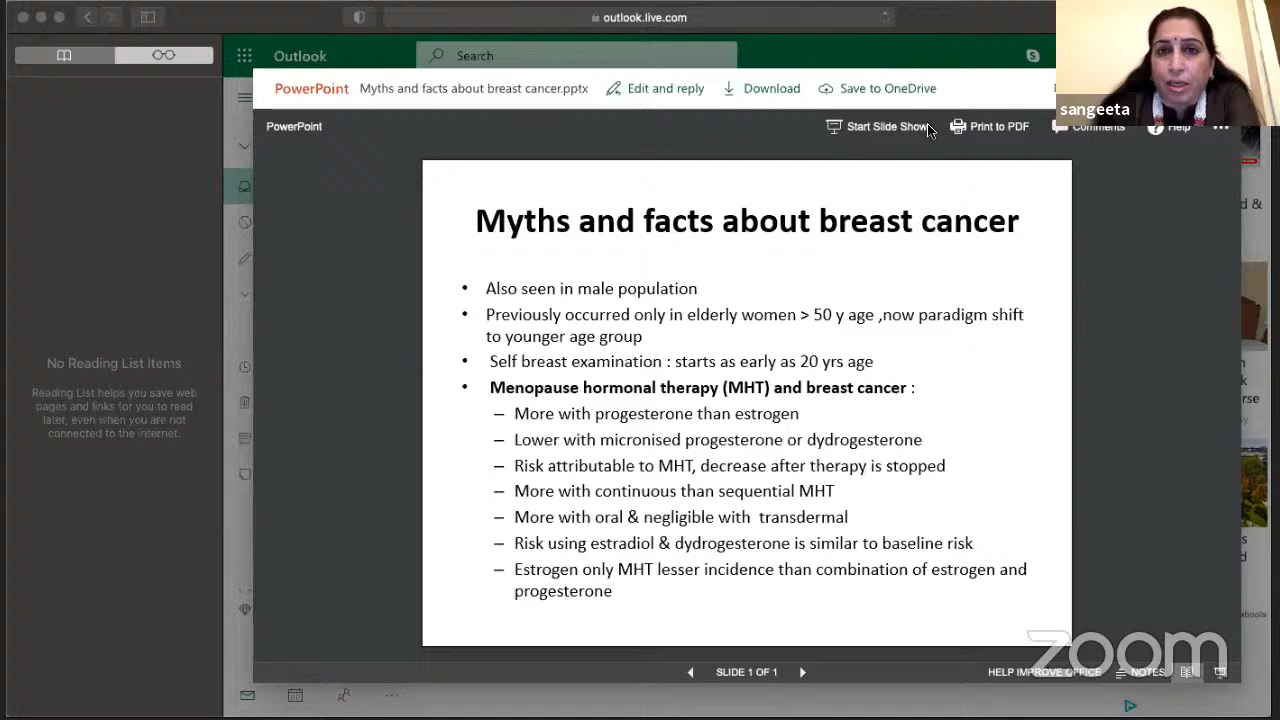 outlook.live.com
Outlook
Search
sangeeta
PowerPoint Myths and facts about breast cancer.pptx Edit and reply Download Save to OneDrive
PowerPoint
Start Slide Show Print to PDF Comments Help
Myths and facts about breast cancer
• Also seen in male population
• Previously occurred only in elderly women > 50 y age ,now paradigm shift
to younger age group
• Self breast examination : starts as early as 20 yrs age
• Menopause hormonal therapy (MHT) and breast cancer :
– More with progesterone than estrogen
– Lower with micronised progesterone or dydrogesterone
– Risk attributable to MHT, decrease after therapy is stopped
– More with continuous than sequential MHT
– More with oral & negligible with transdermal
– Risk using estradiol & dydrogesterone is similar to baseline risk
– Estrogen only MHT lesser incidence than combination of estrogen and
progesterone
No Reading List Items
Reading List helps you save web
pages and links for you to read
later, even when you are not
connected to the internet.
zoom
SLIDE 1 OF 1
HELP IMPROVE OFFICE NOTES